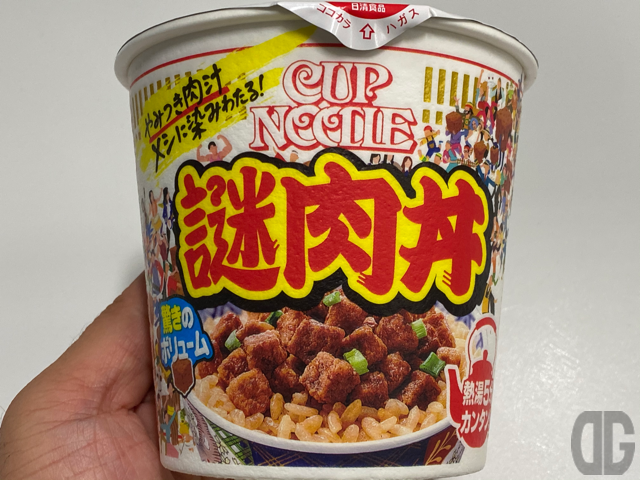 日清食品
ココカラ ハガス
やみつき肉汁
メシに染みわたる!
CUP
NOODLE
謎肉丼
驚きの
ボリューム
熱湯5
カンタン
DG